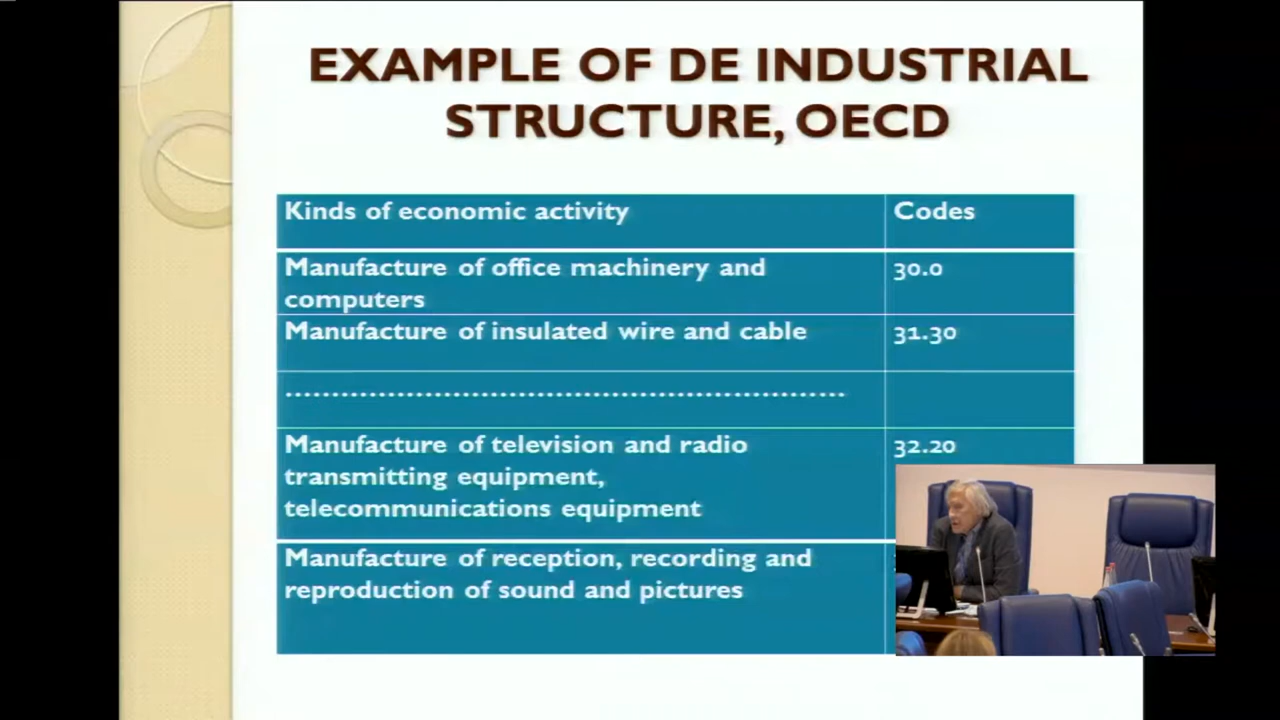 EXAMPLE OF DE INDUSTRIAL
STRUCTURE, OECD
Kinds of economic activity
Codes
Manufacture of office machinery and
computers
30.0
Manufacture of insulated wire and cable
31.30
................................................................
Manufacture of television and radio
transmitting equipment,
telecommunications equipment
32.20
Manufacture of reception, recording and
reproduction of sound and pictures